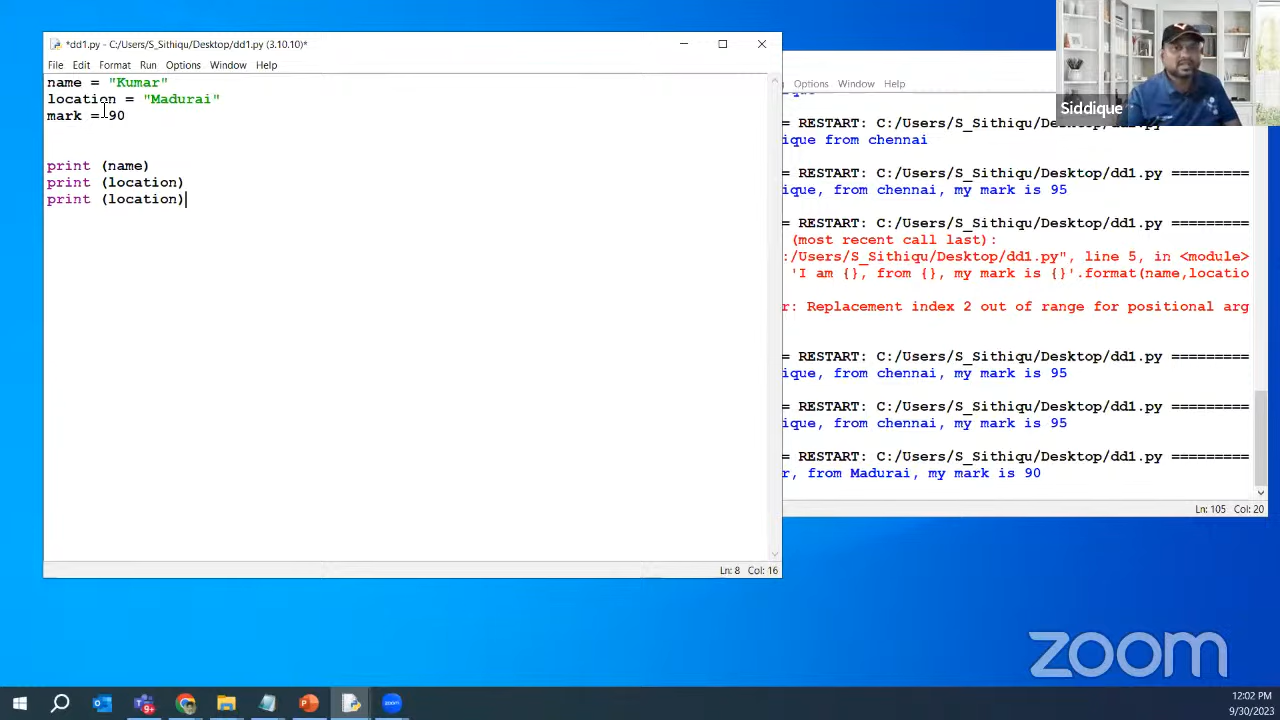 *dd1.py - C:/Users/S_Sithiqu/Desktop/dd1.py (3.10.10)*
File Edit Format Run Options Window Help
name = "Kumar"
location = "Madurai"
mark = 90
print (name)
print (location)
print (location)
Ln: 8 Col: 16
Options Window Help
= RESTART: C:/Users/S_Sithiqu/Desktop/dd1.py
ique from chennai
= RESTART: C:/Users/S_Sithiqu/Desktop/dd1.py =========
ique, from chennai, my mark is 95
= RESTART: C:/Users/S_Sithiqu/Desktop/dd1.py =========
(most recent call last):
:/Users/S_Sithiqu/Desktop/dd1.py", line 5, in <module>
'I am {}, from {}, my mark is {}'.format(name,locatio
r: Replacement index 2 out of range for positional arg
= RESTART: C:/Users/S_Sithiqu/Desktop/dd1.py =========
ique, from chennai, my mark is 95
= RESTART: C:/Users/S_Sithiqu/Desktop/dd1.py =========
ique, from chennai, my mark is 95
= RESTART: C:/Users/S_Sithiqu/Desktop/dd1.py =========
r, from Madurai, my mark is 90
Ln: 105 Col: 20
Siddique
zoom
zoom
12:02 PM
9/30/2023